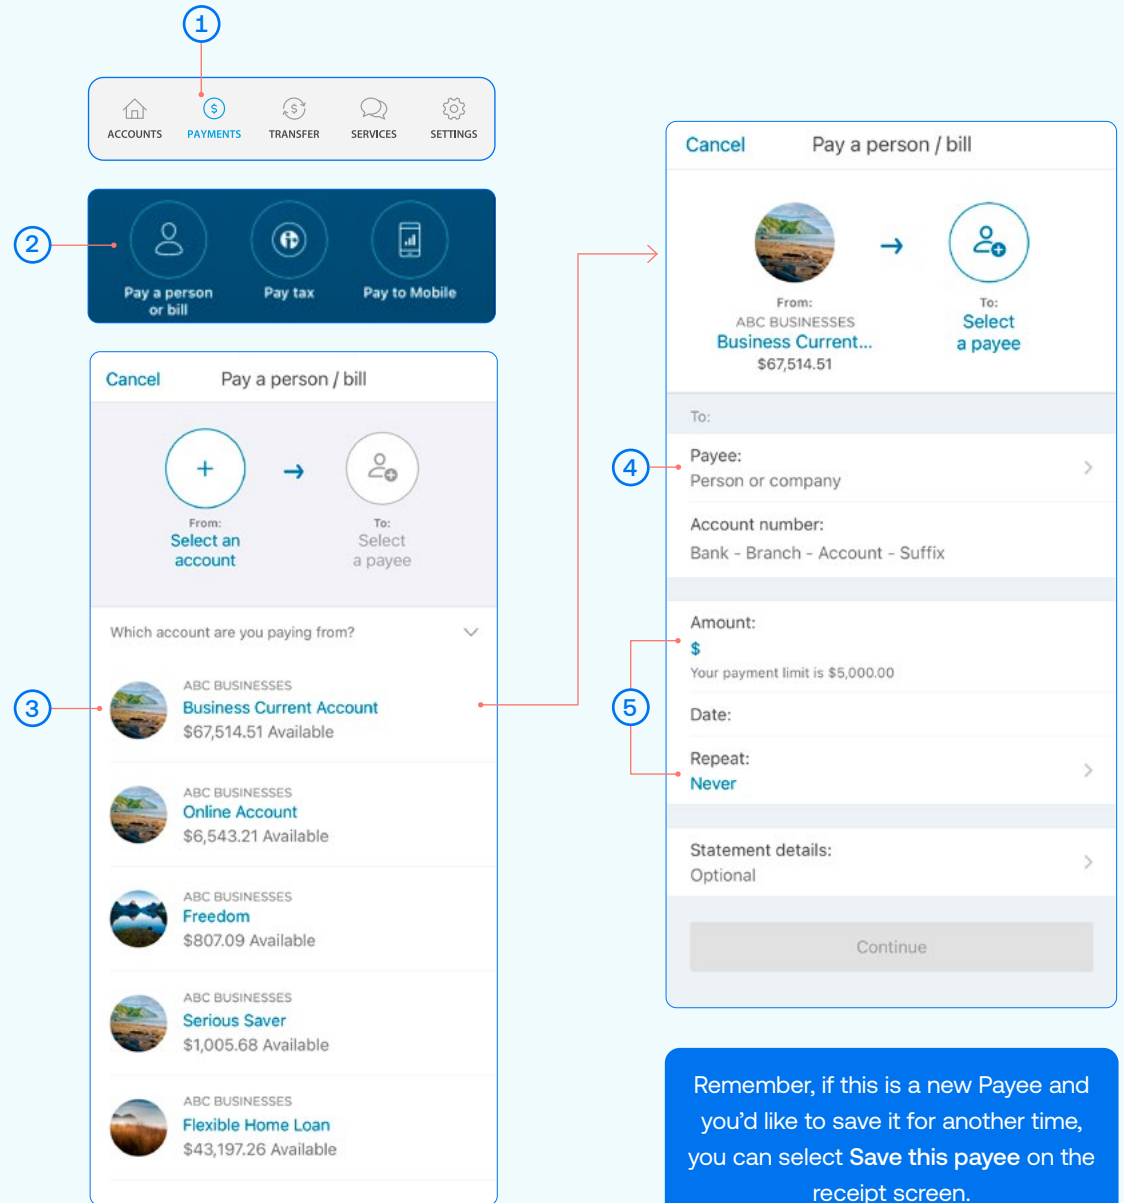 1
ACCOUNTS PAYMENTS TRANSFER SERVICES SETTINGS
2
Pay a person
or bill
Pay tax
Pay to Mobile
Cancel Pay a person / bill
From:
Select an
account
To:
Select
a payee
Which account are you paying from?
3
ABC BUSINESSES
Business Current Account
$67,514.51 Available
ABC BUSINESSES
Online Account
$6,543.21 Available
ABC BUSINESSES
Freedom
$807.09 Available
ABC BUSINESSES
Serious Saver
$1,005.68 Available
ABC BUSINESSES
Flexible Home Loan
$43,197.26 Available
Cancel Pay a person / bill
From:
ABC BUSINESSES
Business Current...
$67,514.51
To:
Select
a payee
To:
4
Payee:
Person or company
Account number:
Bank - Branch - Account - Suffix
5
Amount:
$
Your payment limit is $5,000.00
Date:
Repeat:
Never
Statement details:
Optional
Continue
Remember, if this is a new Payee and
you'd like to save it for another time,
you can select Save this payee on the
receipt screen.